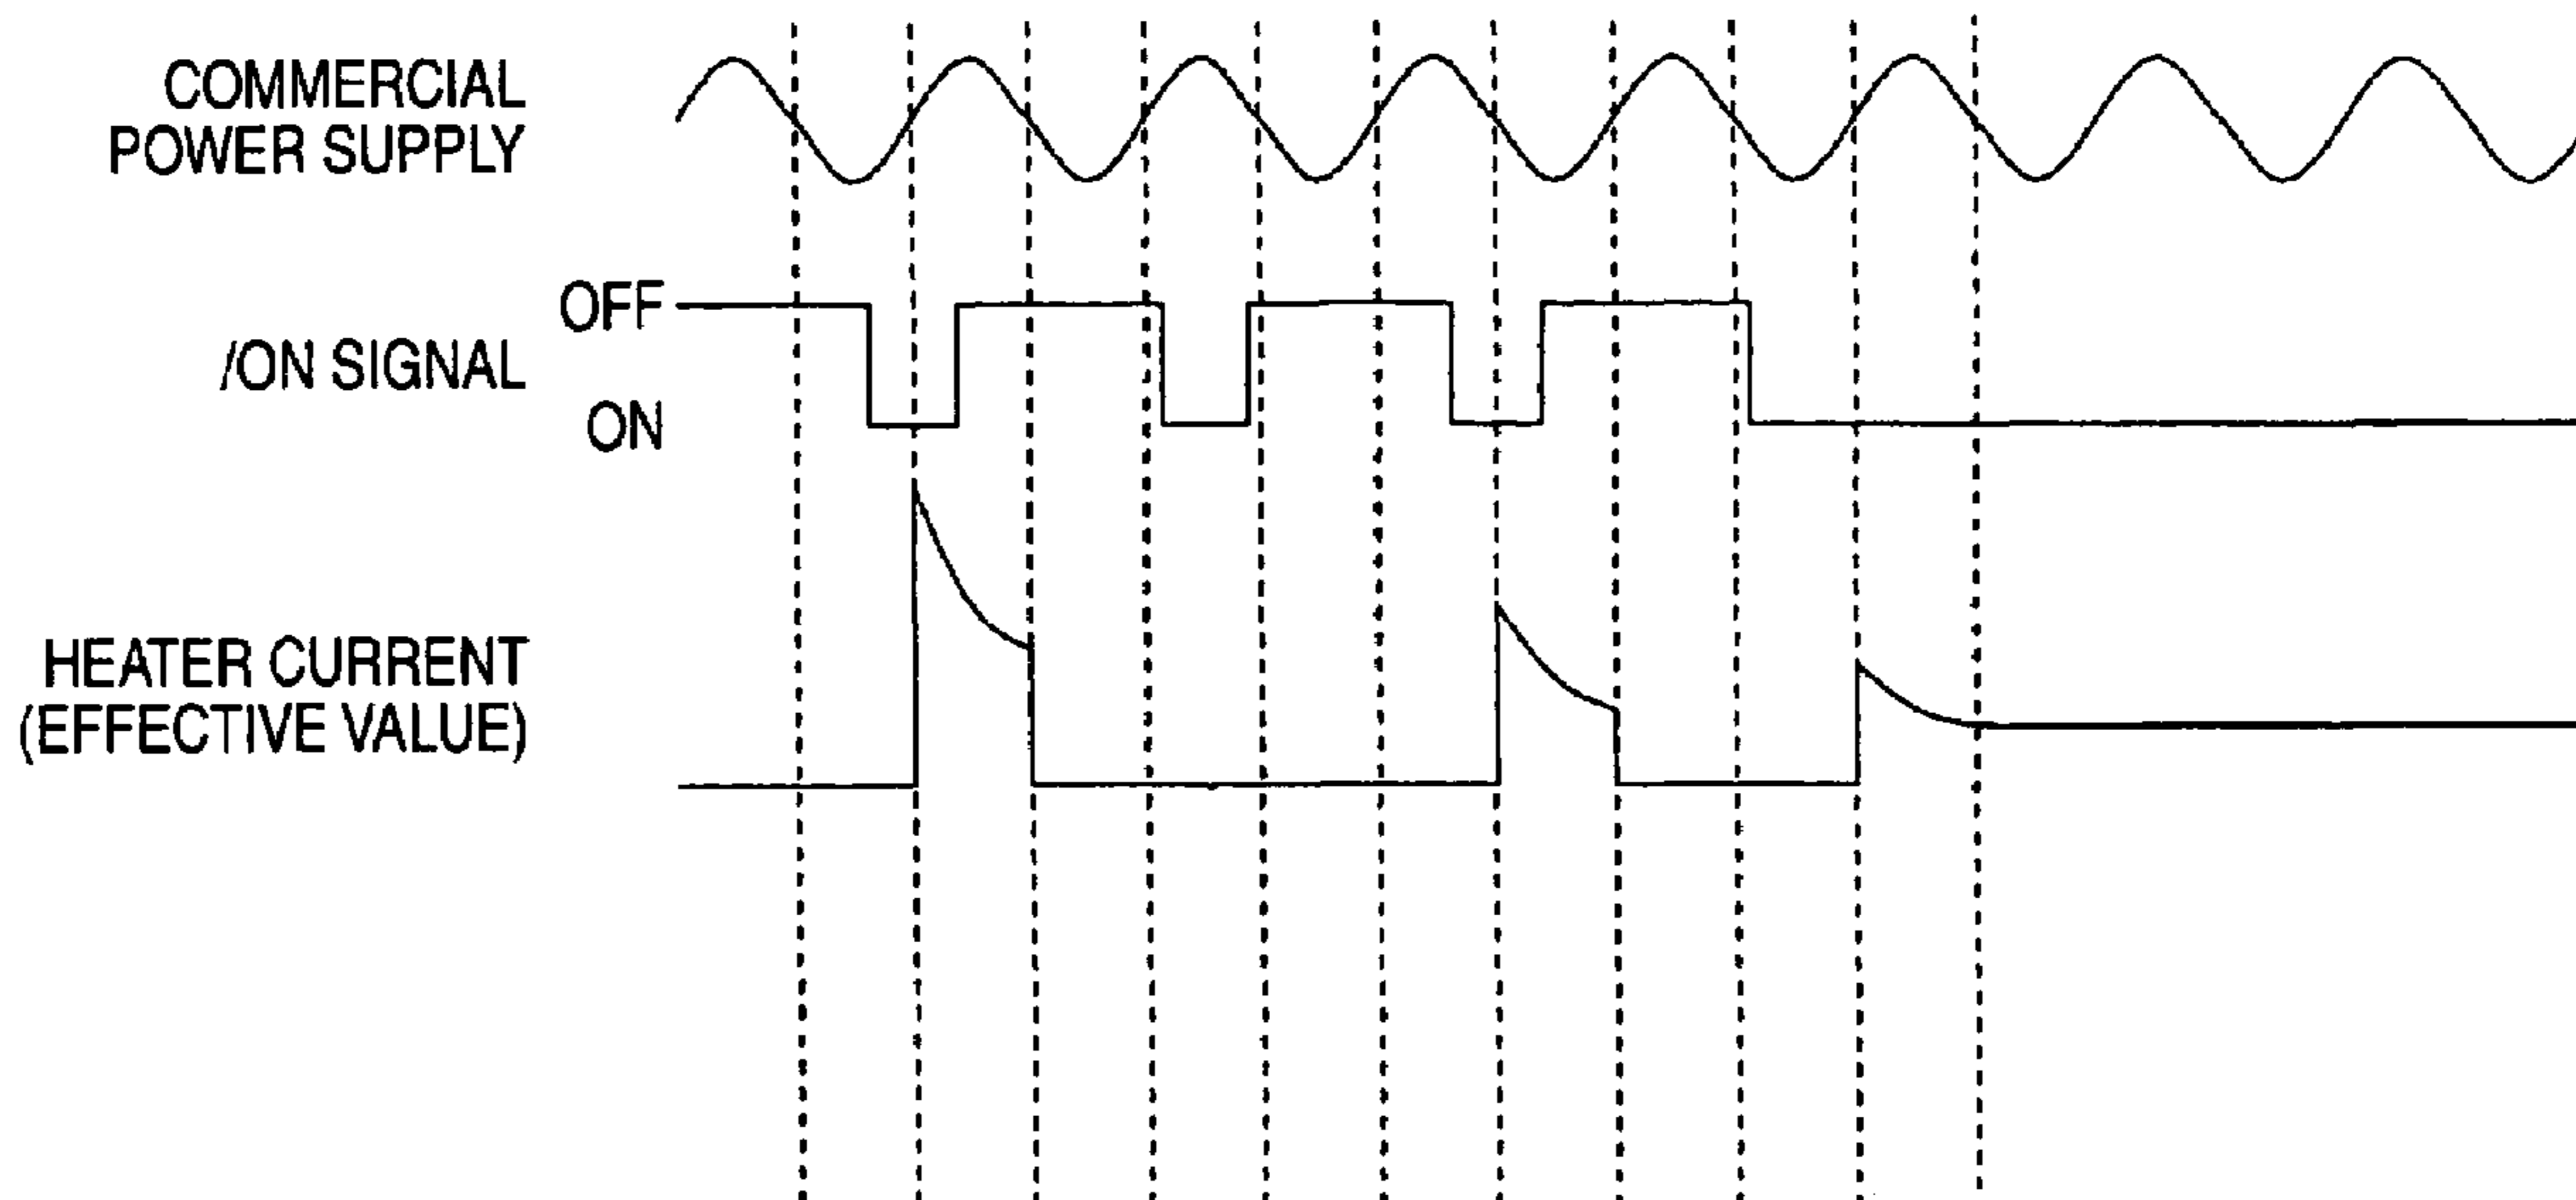 COMMERCIAL
POWER SUPPLY
OFF
/ON SIGNAL
ON
HEATER CURRENT
(EFFECTIVE VALUE)